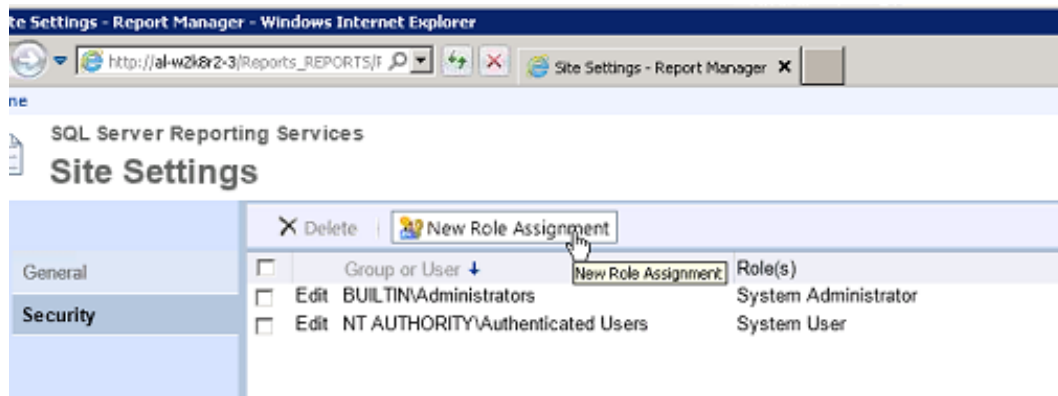 te Settings - Report Manager - Windows Internet Explorer
http://al-w2k8r2-3/Reports_REPORTS/F
Site Settings - Report Manager
me
SQL Server Reporting Services
Site Settings
Delete New Role Assignment
General
Security
Group or User Role(s)
New Role Assignment
Edit BUILTIN\Administrators System Administrator
Edit NT AUTHORITY\Authenticated Users System User